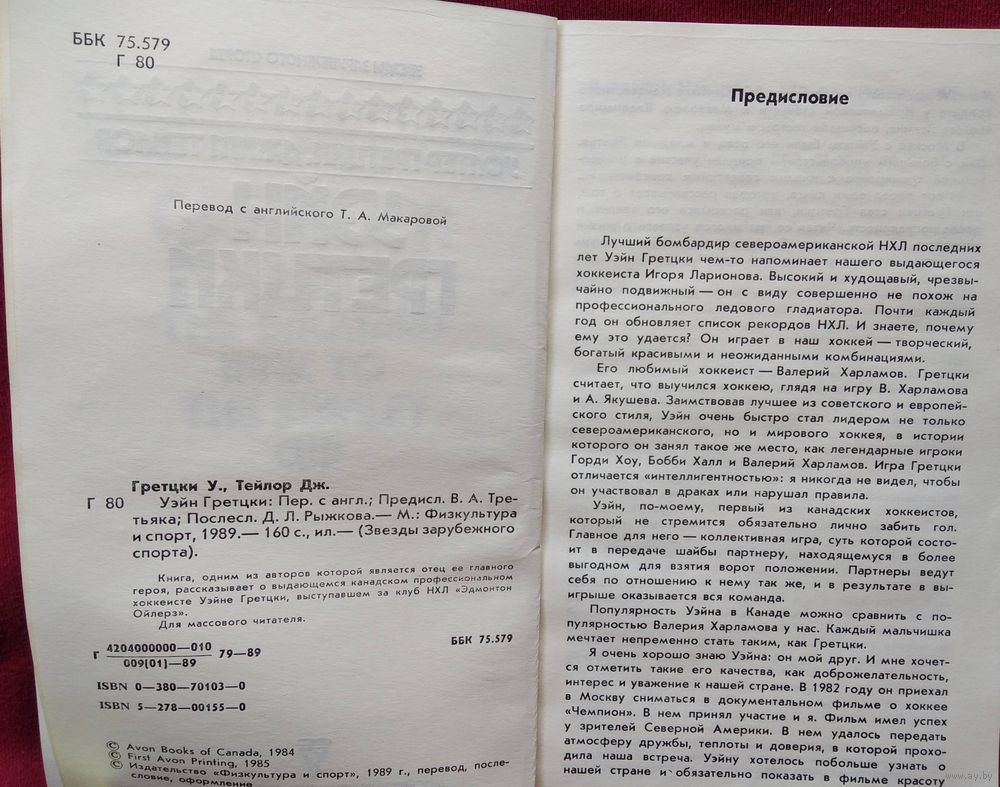 ББК 75.579
Г 80
Перевод с английского Т. А. Макаровой
Гретцки У., Тейлор Дж.
Г 80 Уэйн Гретцки: Пер. с англ.; Предисл. В. А. Тре-
тьяка; Послесл. Д. Л. Рыжкова.— М.: Физкультура
и спорт, 1989.— 160 с., ил.— (Звезды зарубежного
спорта).
Книга, одним из авторов которой является отец ее главного
героя, рассказывает о выдающемся канадском профессиональном
хоккеисте Уэйне Гретцки, выступавшем за клуб НХЛ «Эдмонтон
Ойлерз».
Для массового читателя.
Г 4204000000—010
009(01)—89 79—89
ББК 75.579
ISBN 0—380—70103—0
ISBN 5—278—00155—0
© Avon Books of Canada, 1984
© First Avon Printing, 1985
© Издательство «Физкультура и спорт», 1989 г., перевод, после-
словие, оформление
Предисловие
Лучший бомбардир североамериканской НХЛ последних
лет Уэйн Гретцки чем-то напоминает нашего выдающегося
хоккеиста Игоря Ларионова. Высокий и худощавый, чрезвы-
чайно подвижный — он с виду совершенно не похож на
профессионального ледового гладиатора. Почти каждый
год он обновляет список рекордов НХЛ. И знаете, почему
ему это удается? Он играет в наш хоккей — творческий,
богатый красивыми и неожиданными комбинациями.
Его любимый хоккеист — Валерий Харламов. Гретцки
считает, что выучился хоккею, глядя на игру В. Харламова
и А. Якушева. Заимствовав лучшее из советского и европей-
ского стиля, Уэйн очень быстро стал лидером не только
североамериканского, но и мирового хоккея, в истории
которого он занял такое же место, как легендарные игроки
Горди Хоу, Бобби Халл и Валерий Харламов. Игра Гретцки
отличается «интеллигентностью»: я никогда не видел, чтобы
он участвовал в драках или нарушал правила.
Уэйн, по-моему, первый из канадских хоккеистов,
который не стремится обязательно лично забить гол.
Главное для него — коллективная игра, суть которой состо-
ит в передаче шайбы партнеру, находящемуся в более
выгодном для взятия ворот положении. Партнеры ведут
себя по отношению к нему так же, и в результате в вы-
игрыше оказывается вся команда.
Популярность Уэйна в Канаде можно сравнить с по-
пулярностью Валерия Харламова у нас. Каждый мальчишка
мечтает непременно стать таким, как Гретцки.
Я очень хорошо знаю Уэйна: он мой друг. И мне хочет-
ся отметить такие его качества, как доброжелательность,
интерес и уважение к нашей стране. В 1982 году он приехал
в Москву сниматься в документальном фильме о хоккее
«Чемпион». В нем принял участие и я. Фильм имел успех
у зрителей Северной Америки. В нем удалось передать
атмосферу дружбы, теплоты и доверия, в которой прохо-
дила наша встреча. Уэйну хотелось побольше узнать о
нашей стране и обязательно показать в фильме красоту
www.ay.by